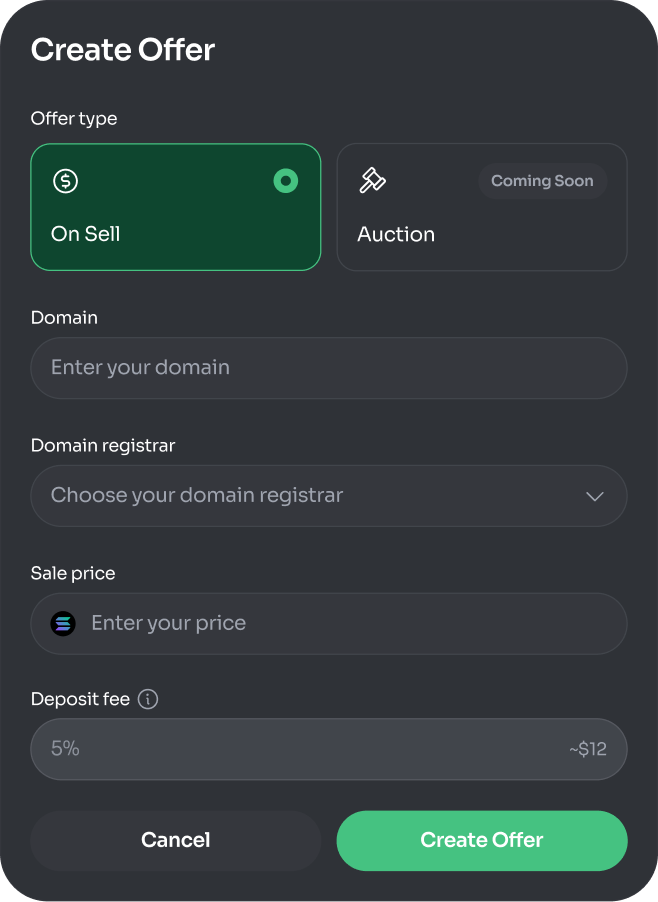 Create Offer
Offer type
On Sell
Coming Soon
Auction
Domain
Enter your domain
Domain registrar
Choose your domain registrar
Sale price
Enter your price
Deposit fee
5% ~$12
Cancel Create Offer